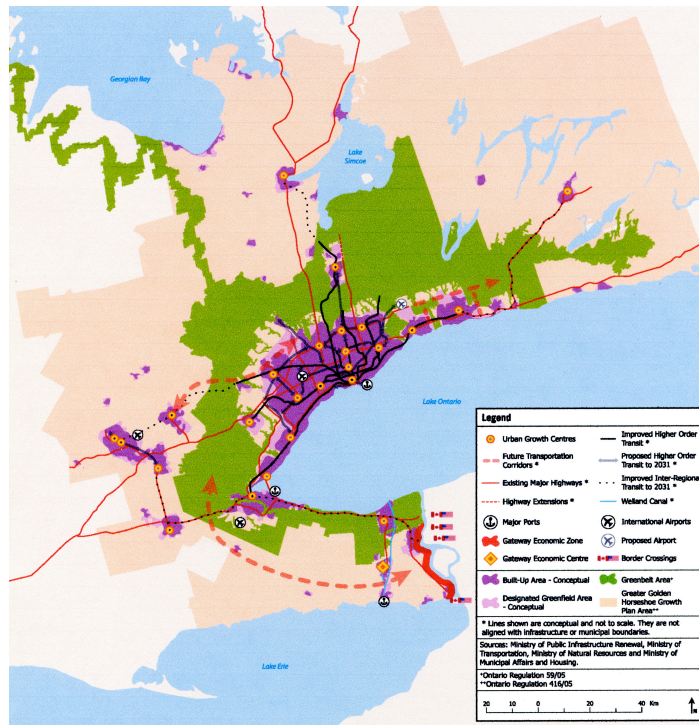 Georgian Bay
Lake
Simcoe
Lake Ontario
Lake Erie
Legend
Urban Growth Centres
Future Transportation
Corridors *
Existing Major Highways *
Highway Extensions *
Major Ports
Gateway Economic Zone
Gateway Economic Centre
Built-Up Area - Conceptual
Designated Greenfield Area
- Conceptual
Improved Higher Order
Transit *
Proposed Higher Order
Transit to 2031 *
Improved Inter-Regional
Transit to 2031 *
Welland Canal *
International Airports
Proposed Airport
Border Crossings
Greenbelt Area+
Greater Golden
Horseshoe Growth
Plan Area++
* Lines shown are conceptual and not to scale. They are not
aligned with infrastructure or municipal boundaries.
Sources: Ministry of Public Infrastructure Renewal, Ministry of
Transportation, Ministry of Natural Resources and Ministry of
Municipal Affairs and Housing.
+Ontario Regulation 59/05
++Ontario Regulation 416/05
20 10 0 20 40 Km